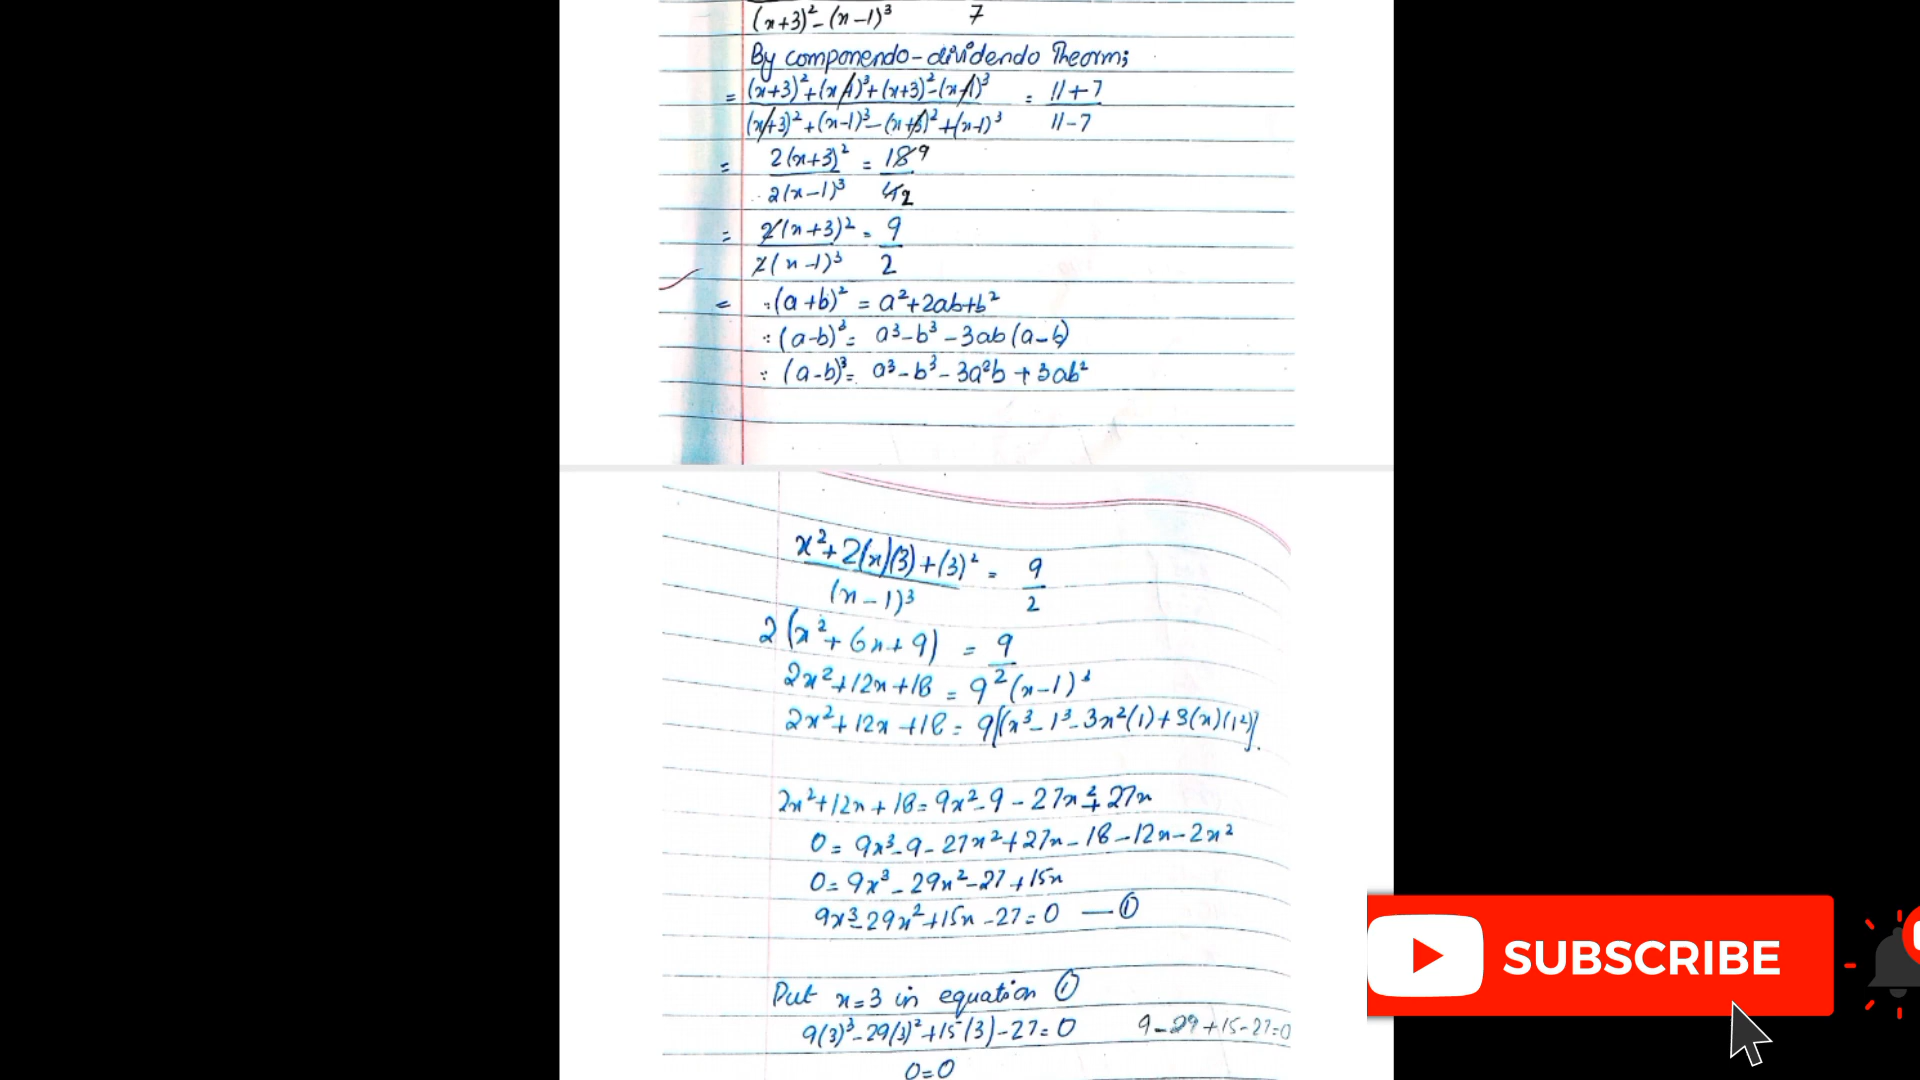 (x+3)²-(x-1)³ 7
By componendo-dividendo Theorm;
= (x+3)²+(x-1)³+(x+3)²-(x-1)³ = 11+7
(x+3)²+(x-1)³-(x+3)²+(x-1)³ 11-7
= 2(x+3)² = 18 9
2(x-1)³ 4 2
= 2(x+3)² = 9
2(x-1)³ 2
= ∵(a+b)² = a²+2ab+b²
∵(a-b)³ = a³-b³-3ab(a-b)
∵(a-b)³ = a³-b³-3a²b+3ab²
x²+2(x)(3)+(3)² = 9
(x-1)³ 2
2(x²+6x+9) = 9
2x²+12x+18 = 9 2 (x-1)³
2x²+12x+18 = 9[(x³-1³-3x²(1)+3(x)(1²)].
2x²+12x+18=9x²-9-27x²+27x
0=9x³-9-27x²+27x-18-12x-2x²
0=9x³-29x²-27+15x
9x³-29x²+15x-27=0 —①
Put x=3 in equation ①
9(3)³-29(3)²+15(3)-27=0 9-29+15-27=0
0=0
SUBSCRIBE